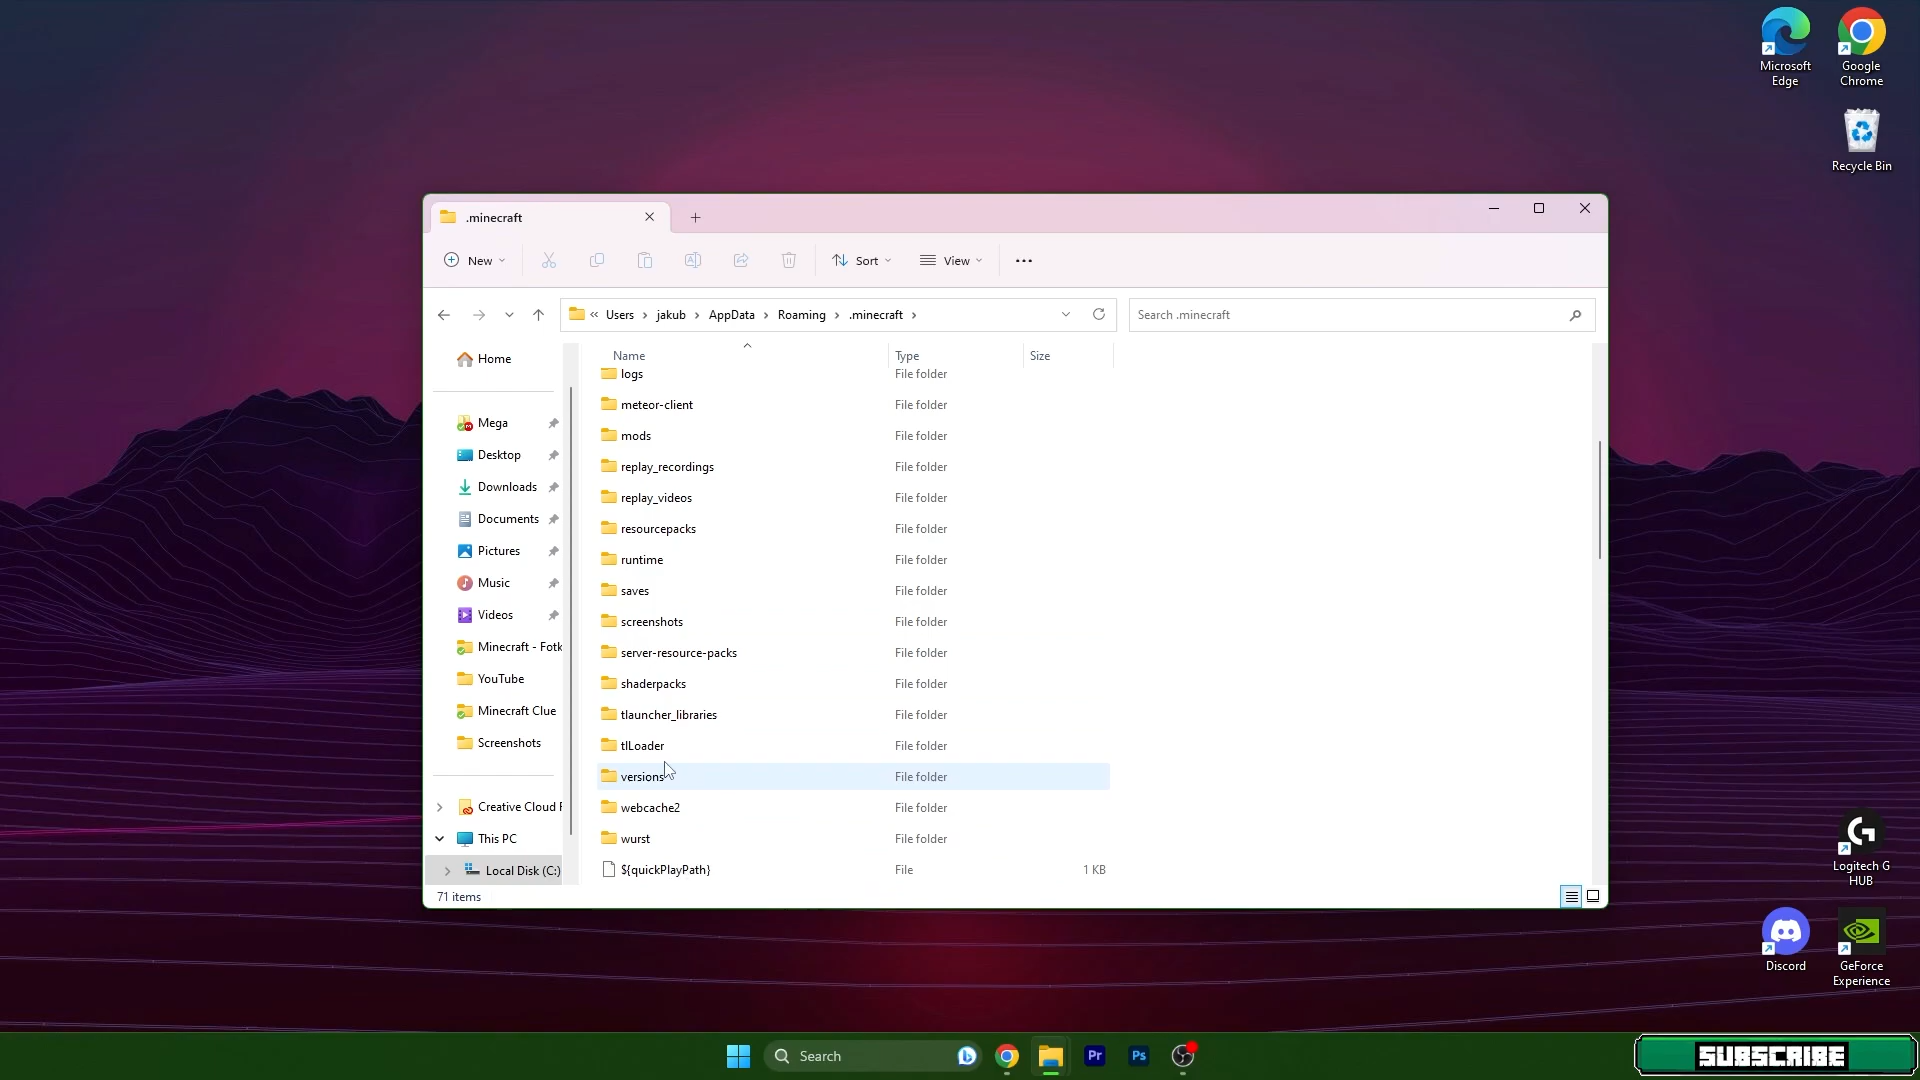 Microsoft
Edge
Google
Chrome
Recycle Bin
.minecraft
New
Sort
View
Users
jakub
AppData
Roaming
.minecraft
Search .minecraft
Home
Mega
Desktop
Downloads
Documents
Pictures
Music
Videos
Minecraft - Fotk
YouTube
Minecraft Clue
Screenshots
Creative Cloud F
This PC
Local Disk (C:)
Name Type Size
logs File folder
meteor-client File folder
mods File folder
replay_recordings File folder
replay_videos File folder
resourcepacks File folder
runtime File folder
saves File folder
screenshots File folder
server-resource-packs File folder
shaderpacks File folder
tlauncher_libraries File folder
tlLoader File folder
versions File folder
webcache2 File folder
wurst File folder
${quickPlayPath} File 1 KB
71 items
Logitech G
HUB
Discord
GeForce
Experience
Search
Pr
Ps
SUBSCRIBE